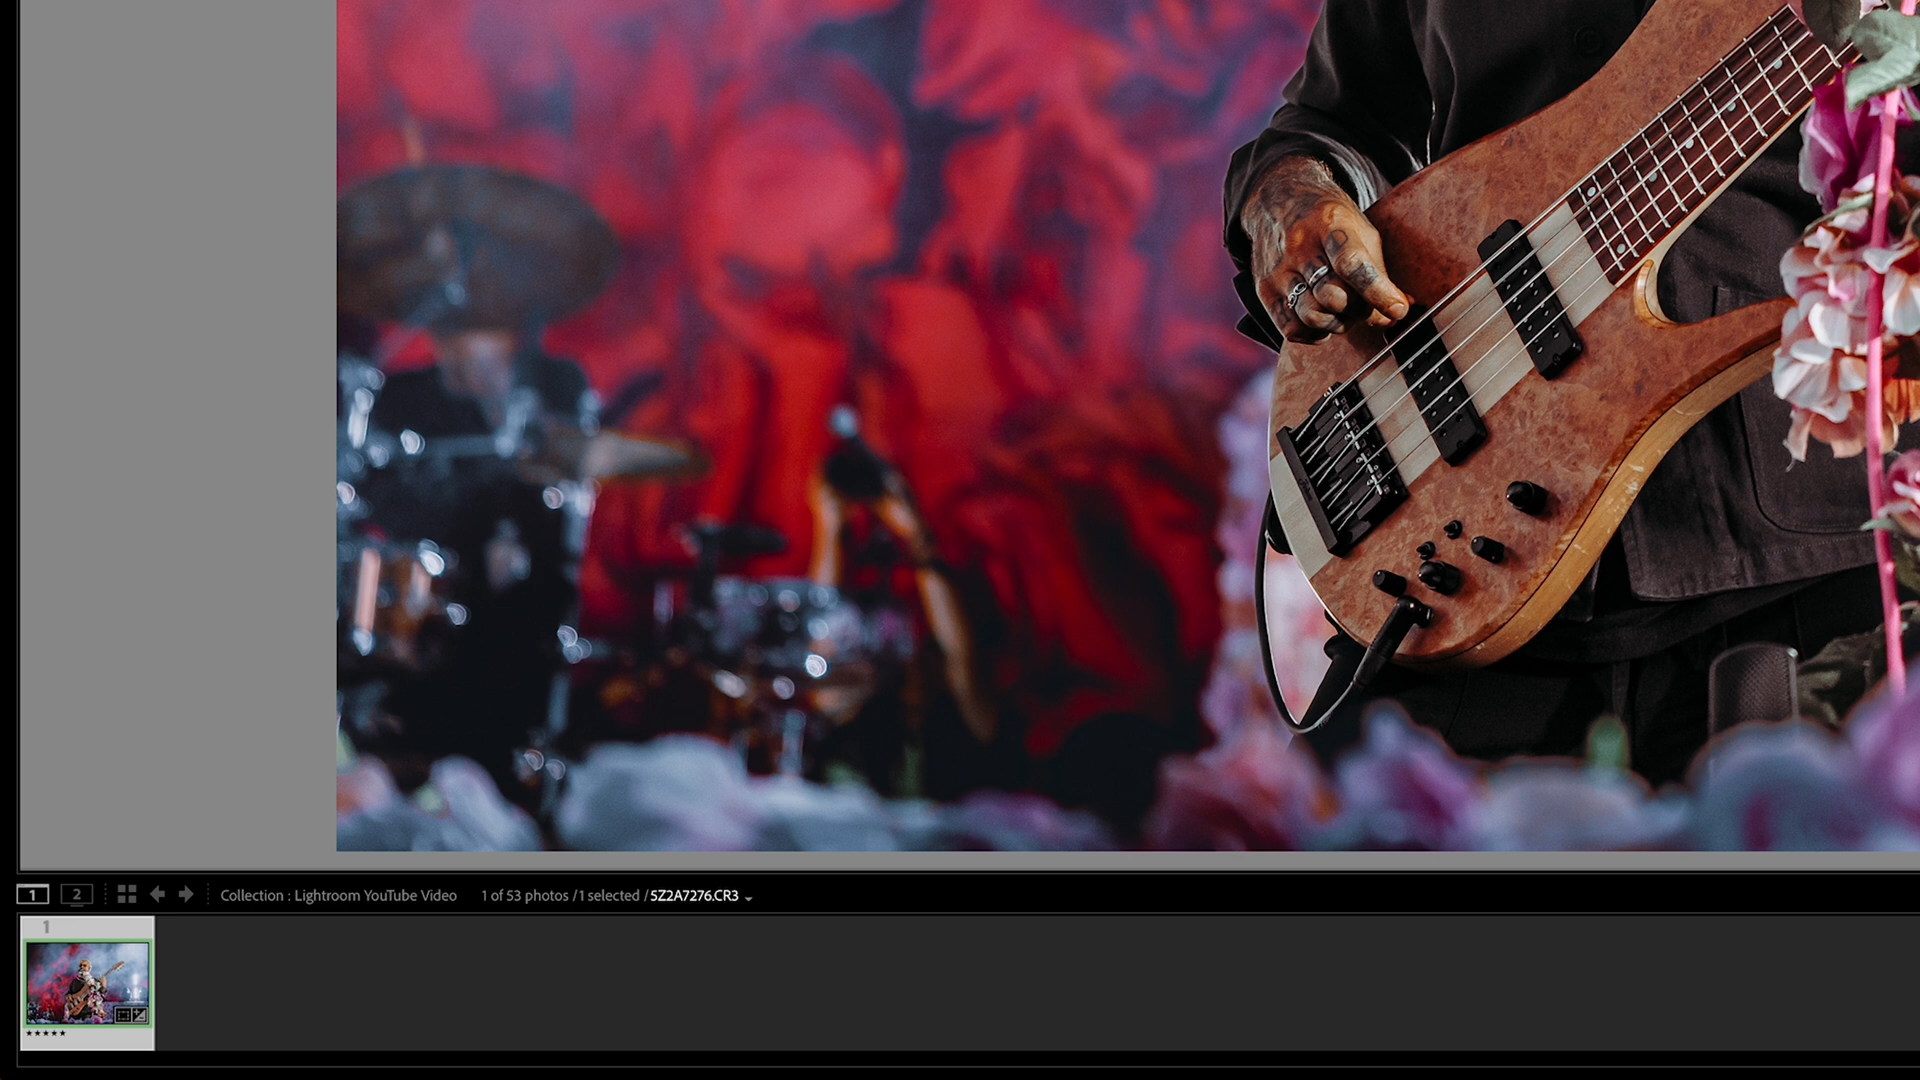 1 2 Collection : Lightroom YouTube Video 1 of 53 photos /1 selected /5Z2A7276.CR3
1
★★★★★